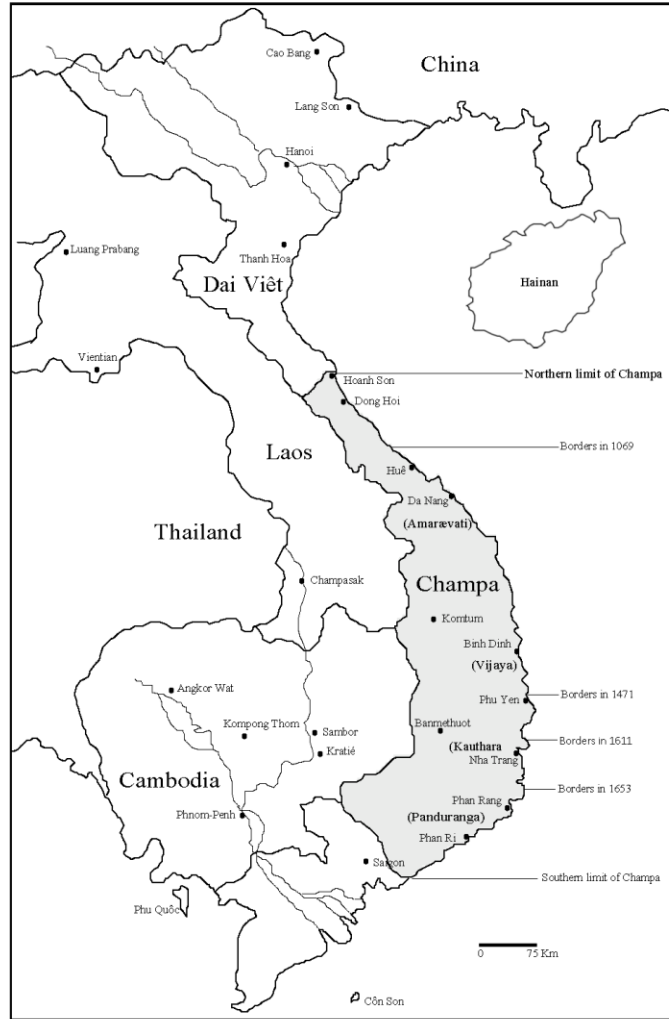 Cao Bang
China
Lang Son
Hanoi
Luang Prabang
Thanh Hoa
Dai Viêt
Hainan
Vientian
Northern limit of Champa
Hoanh Son
Dong Hoi
Borders in 1069
Laos
Huê
Da Nang
(Amarævati)
Thailand
Champasak
Champa
Komtum
Binh Dinh
(Vijaya)
Angkor Wat
Phu Yen
Borders in 1471
Kompong Thom
Sambor
Banmethuot
Borders in 1611
(Kauthara
Kratié
Nha Trang
Cambodia
Borders in 1653
Phan Rang
Phnom-Penh
(Panduranga)
Phan Ri
Saigon
Southern limit of Champa
Phu Quôc
0 75 Km
Côn Son